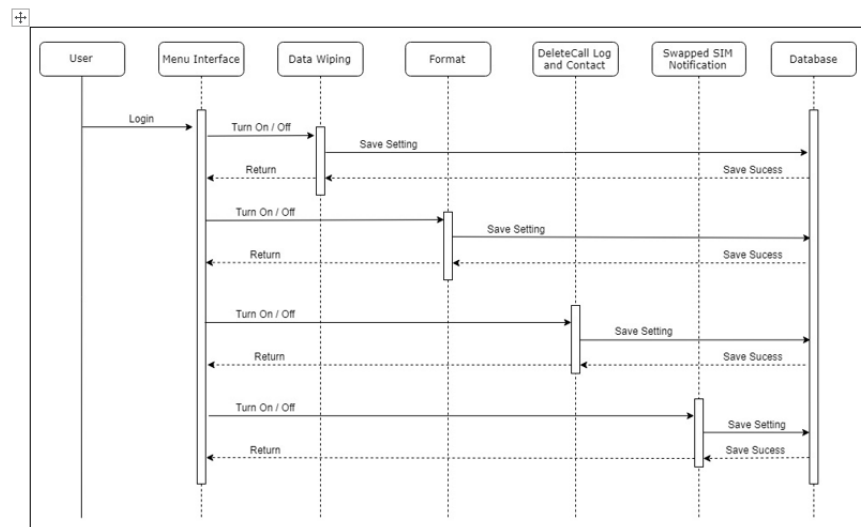 User
Menu Interface
Data Wiping
Format
DeleteCall Log
and Contact
Swapped SIM
Notification
Database
Login
Turn On / Off
Save Setting
Return
Save Sucess
Turn On / Off
Save Setting
Return
Save Sucess
Turn On / Off
Save Setting
Return
Save Sucess
Turn On / Off
Save Setting
Return
Save Sucess